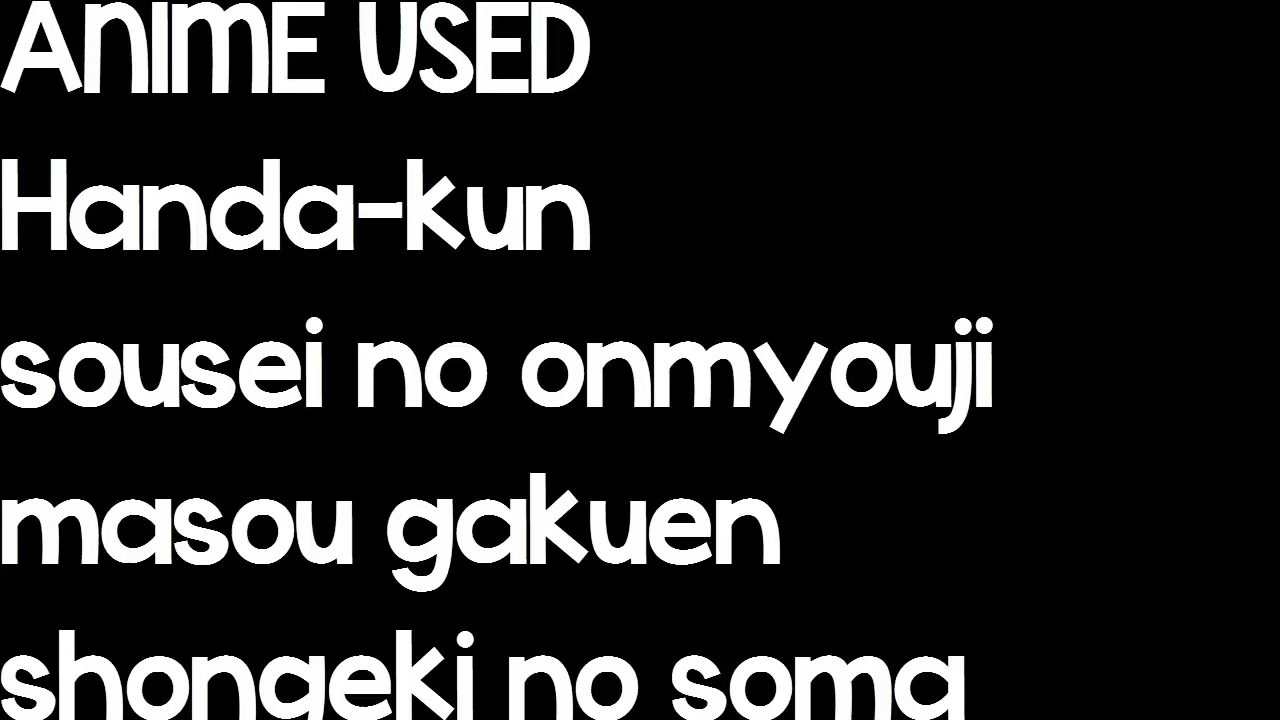 ANIME USED
Handa-kun
sousei no onmyouji
masou gakuen
shongeki no soma